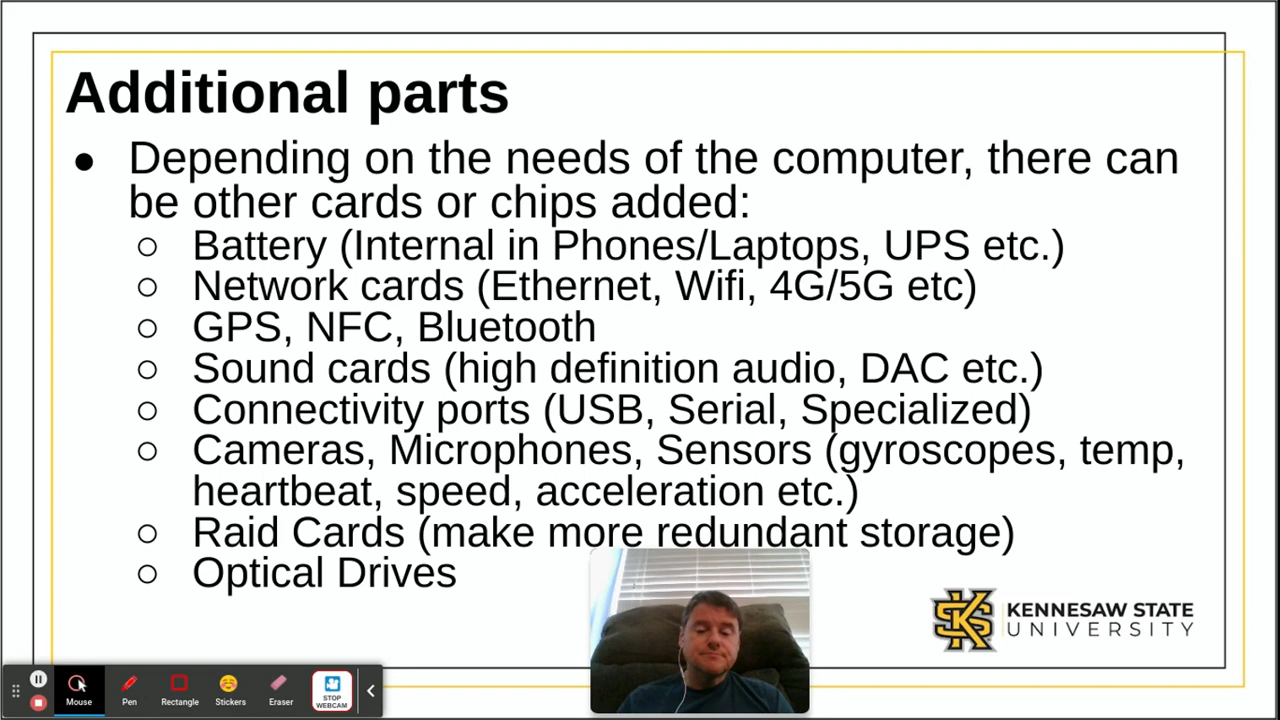 Additional parts
● Depending on the needs of the computer, there can
be other cards or chips added:
○ Battery (Internal in Phones/Laptops, UPS etc.)
○ Network cards (Ethernet, Wifi, 4G/5G etc)
○ GPS, NFC, Bluetooth
○ Sound cards (high definition audio, DAC etc.)
○ Connectivity ports (USB, Serial, Specialized)
○ Cameras, Microphones, Sensors (gyroscopes, temp,
heartbeat, speed, acceleration etc.)
○ Raid Cards (make more redundant storage)
○ Optical Drives
KS
KENNESAW STATE
UNIVERSITY
Mouse Pen Rectangle Stickers Eraser STOP
WEBCAM